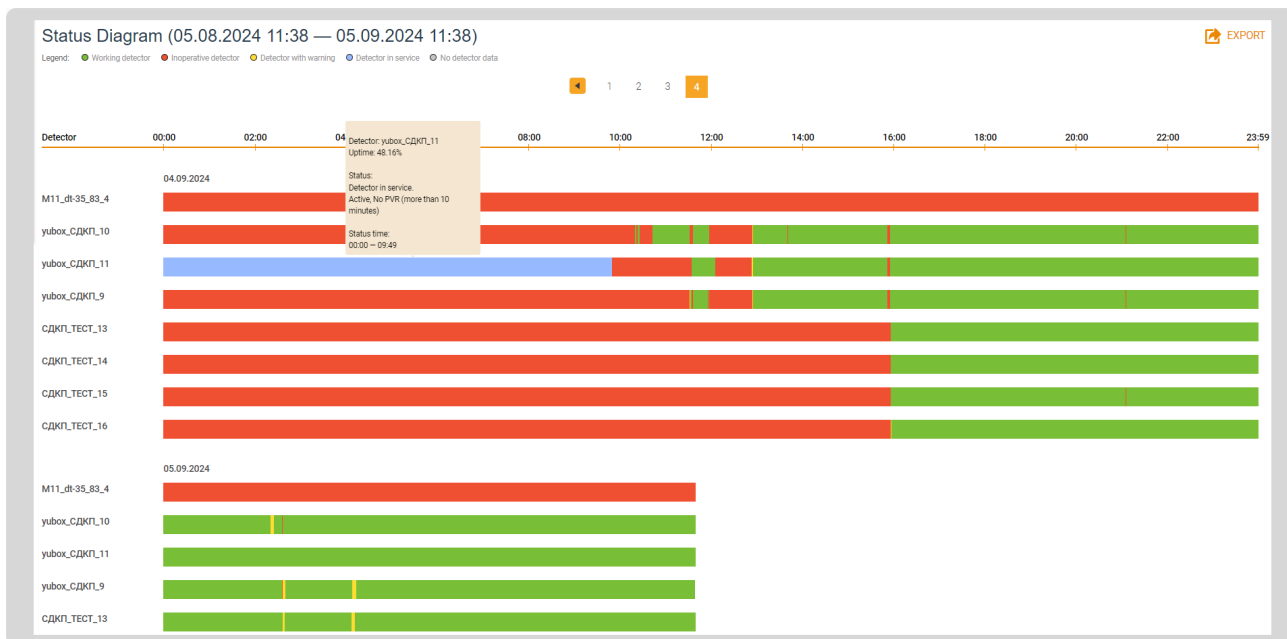 Status Diagram (05.08.2024 11:38 — 05.09.2024 11:38)
EXPORT
Legend: Working detector Inoperative detector Detector with warning Detector in service No detector data
1 2 3 4
Detector 00:00 02:00 04 08:00 10:00 12:00 14:00 16:00 18:00 20:00 22:00 23:59
Detector: yubox_СДКП_11
Uptime: 48.16%
Status:
Detector in service.
Active, No PVR (more than 10
minutes)
Status time:
00:00 — 09:49
04.09.2024
M11_dt-35_83_4
yubox_СДКП_10
yubox_СДКП_11
yubox_СДКП_9
СДКП_ТЕСТ_13
СДКП_ТЕСТ_14
СДКП_ТЕСТ_15
СДКП_ТЕСТ_16
05.09.2024
M11_dt-35_83_4
yubox_СДКП_10
yubox_СДКП_11
yubox_СДКП_9
СДКП_ТЕСТ_13